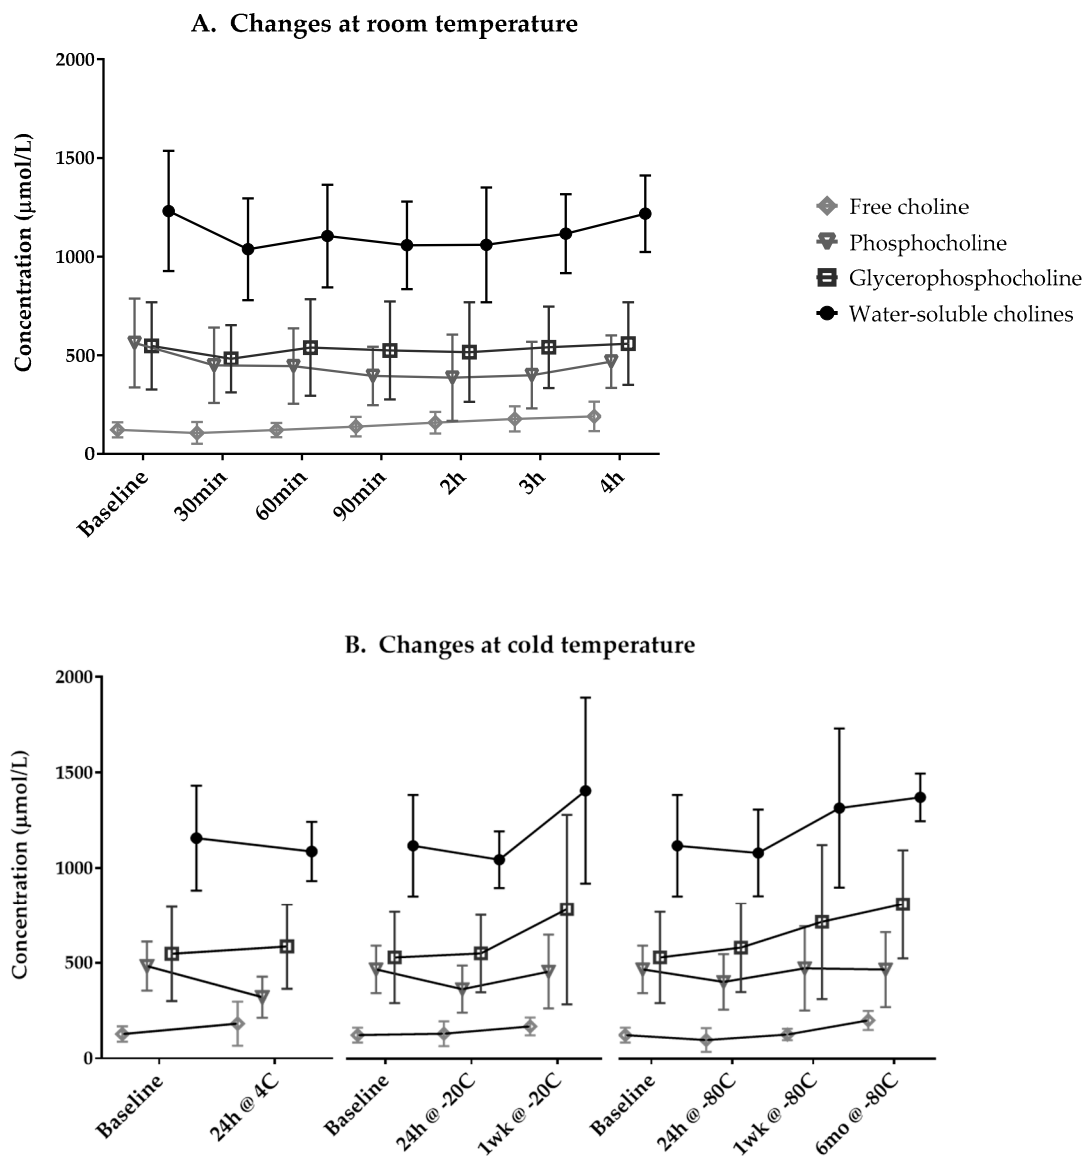 A. Changes at room temperature
2000
1500
1000
500
0
Concentration (µmol/L)
Baseline
30min
60min
90min
2h
3h
4h
Free choline
Phosphocholine
Glycerophosphocholine
Water-soluble cholines
B. Changes at cold temperature
2000
1500
1000
500
0
Concentration (µmol/L)
Baseline
24h @ 4C
Baseline
24h @ -20C
1wk @ -20C
Baseline
24h @ -80C
1wk @ -80C
6mo @ -80C